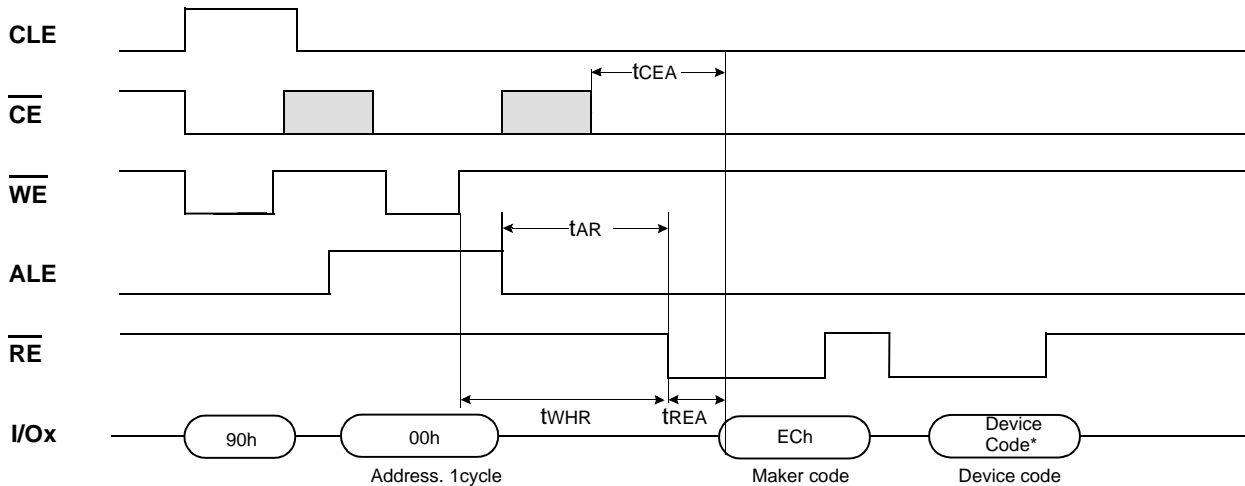 CLE
tCEA
CE
WE
tAR
ALE
RE
tWHR
tREA
I/Ox
90h
00h
ECh
Device
Code*
Address. 1cycle
Maker code
Device code